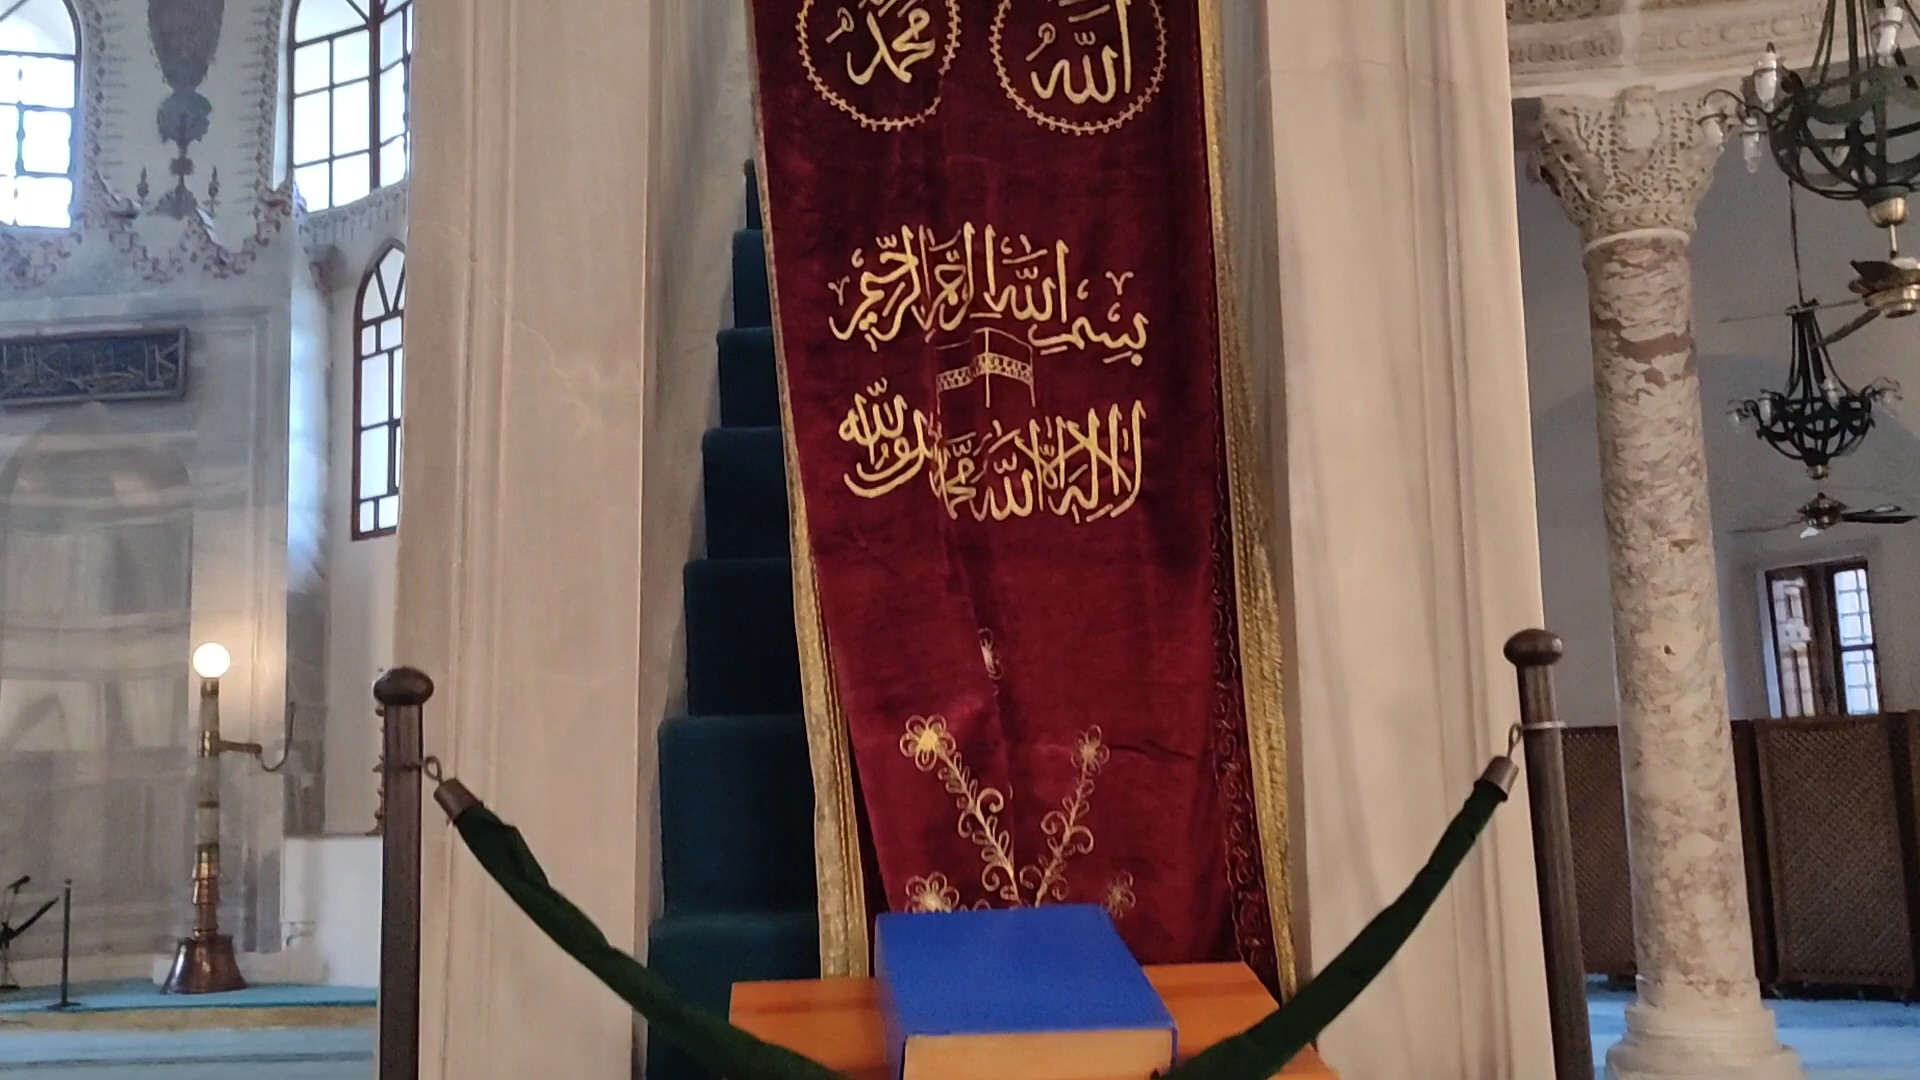 الله محمد
بسم الله الرحمن الرحيم
لا اله الا الله محمد رسول الله